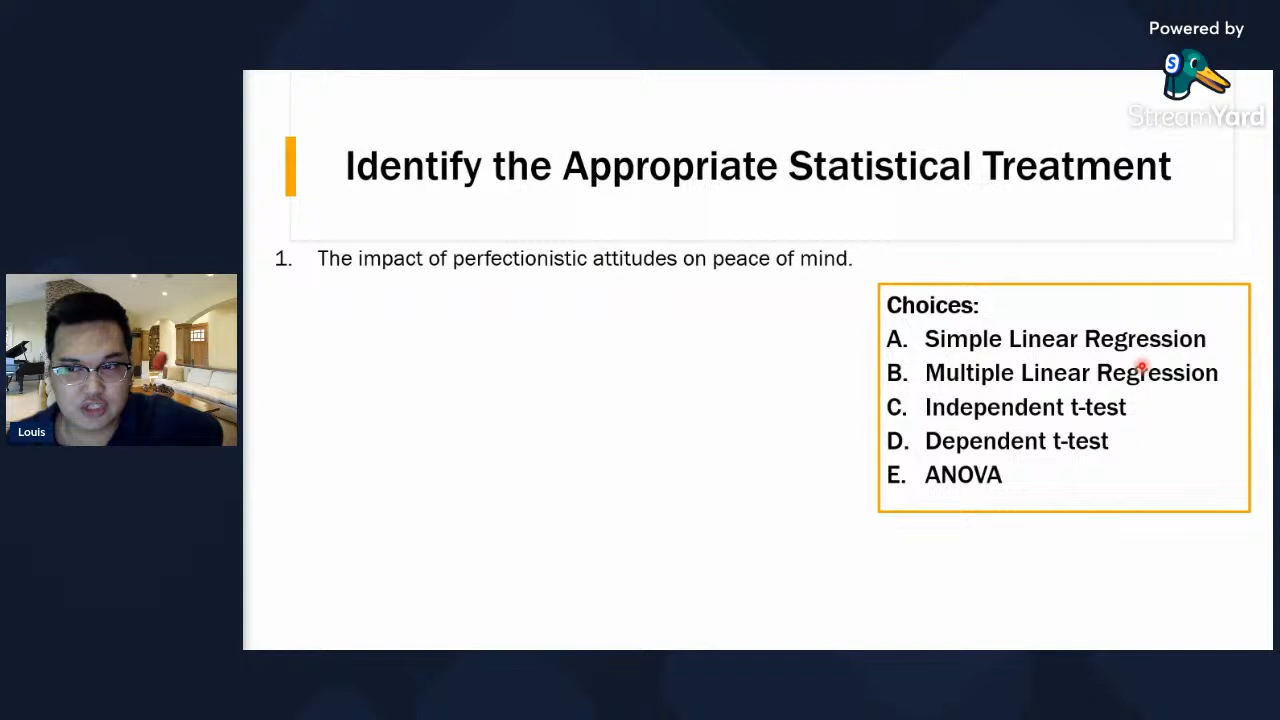 Powered by
S
StreamYard
Identify the Appropriate Statistical Treatment
1. The impact of perfectionistic attitudes on peace of mind.
Choices:
A. Simple Linear Regression
B. Multiple Linear Regression
C. Independent t-test
D. Dependent t-test
E. ANOVA
Louis